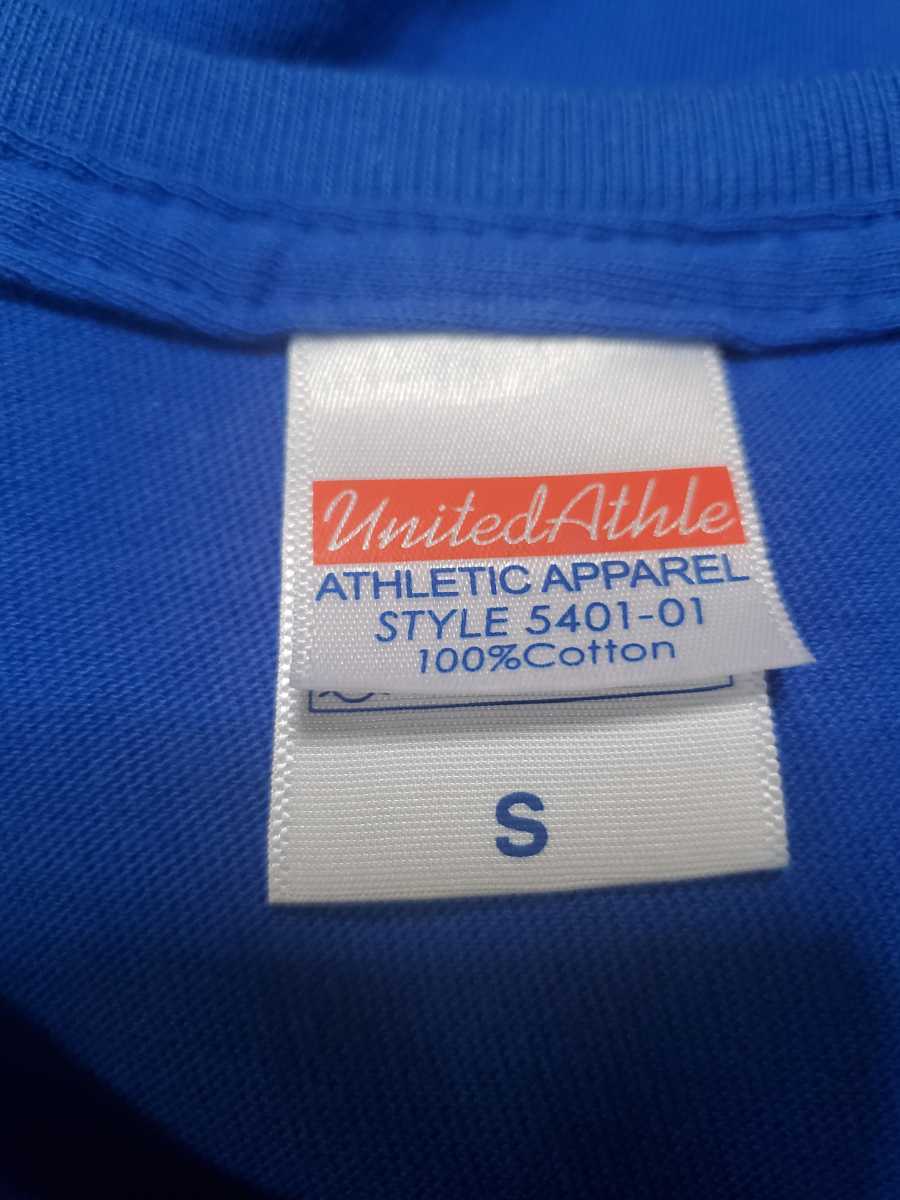 UnitedAthle
ATHLETIC APPAREL
STYLE 5401-01
100%Cotton
S